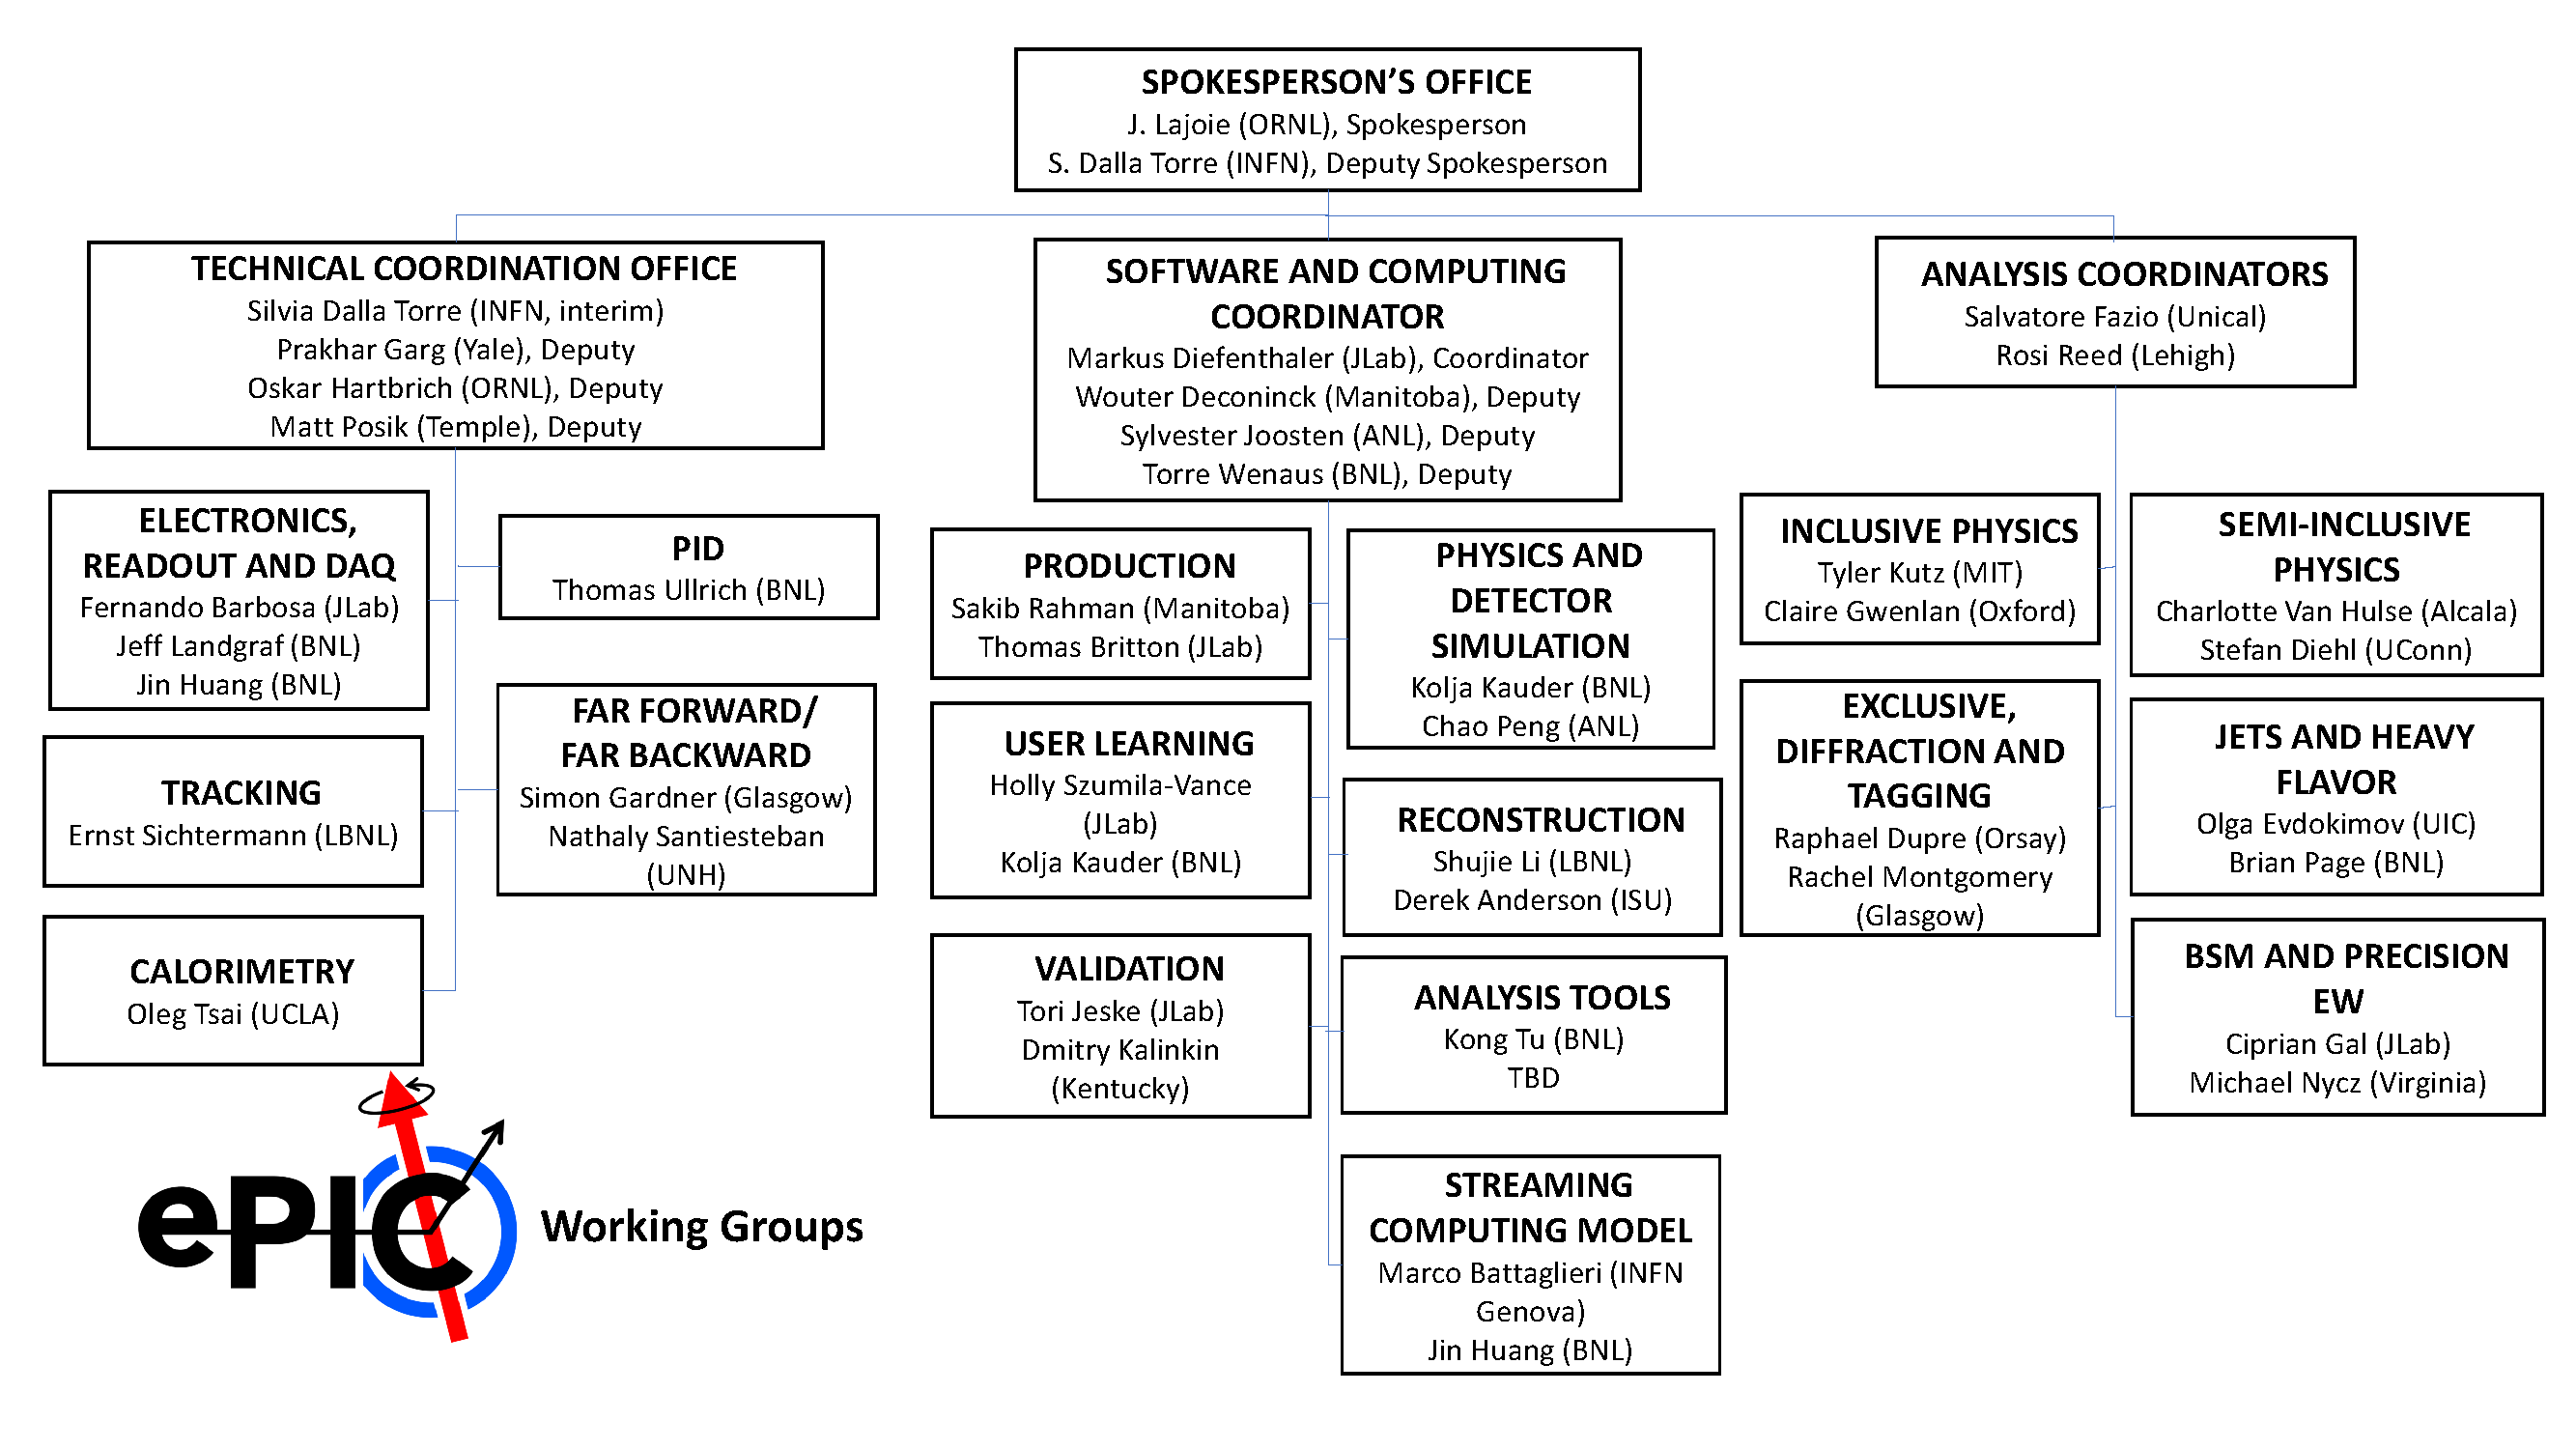 SPOKESPERSON'S OFFICE
J. Lajoie (ORNL), Spokesperson
S. Dalla Torre (INFN), Deputy Spokesperson
TECHNICAL COORDINATION OFFICE
Silvia Dalla Torre (INFN, interim)
Prakhar Garg (Yale), Deputy
Oskar Hartbrich (ORNL), Deputy
Matt Posik (Temple), Deputy
ELECTRONICS,
READOUT AND DAQ
Fernando Barbosa (JLab)
Jeff Landgraf (BNL)
Jin Huang (BNL)
PID
Thomas Ullrich (BNL)
TRACKING
Ernst Sichtermann (LBNL)
FAR FORWARD/
FAR BACKWARD
Simon Gardner (Glasgow)
Nathaly Santiesteban
(UNH)
CALORIMETRY
Oleg Tsai (UCLA)
SOFTWARE AND COMPUTING
COORDINATOR
Markus Diefenthaler (JLab), Coordinator
Wouter Deconinck (Manitoba), Deputy
Sylvester Joosten (ANL), Deputy
Torre Wenaus (BNL), Deputy
PRODUCTION
Sakib Rahman (Manitoba)
Thomas Britton (JLab)
PHYSICS AND
DETECTOR
SIMULATION
Kolja Kauder (BNL)
Chao Peng (ANL)
USER LEARNING
Holly Szumila-Vance
(JLab)
Kolja Kauder (BNL)
RECONSTRUCTION
Shujie Li (LBNL)
Derek Anderson (ISU)
VALIDATION
Tori Jeske (JLab)
Dmitry Kalinkin
(Kentucky)
ANALYSIS TOOLS
Kong Tu (BNL)
TBD
STREAMING
COMPUTING MODEL
Marco Battaglieri (INFN
Genova)
Jin Huang (BNL)
ANALYSIS COORDINATORS
Salvatore Fazio (Unical)
Rosi Reed (Lehigh)
INCLUSIVE PHYSICS
Tyler Kutz (MIT)
Claire Gwenlan (Oxford)
SEMI-INCLUSIVE
PHYSICS
Charlotte Van Hulse (Alcala)
Stefan Diehl (UConn)
EXCLUSIVE,
DIFFRACTION AND
TAGGING
Raphael Dupre (Orsay)
Rachel Montgomery
(Glasgow)
JETS AND HEAVY
FLAVOR
Olga Evdokimov (UIC)
Brian Page (BNL)
BSM AND PRECISION
EW
Ciprian Gal (JLab)
Michael Nycz (Virginia)
ePIC
Working Groups